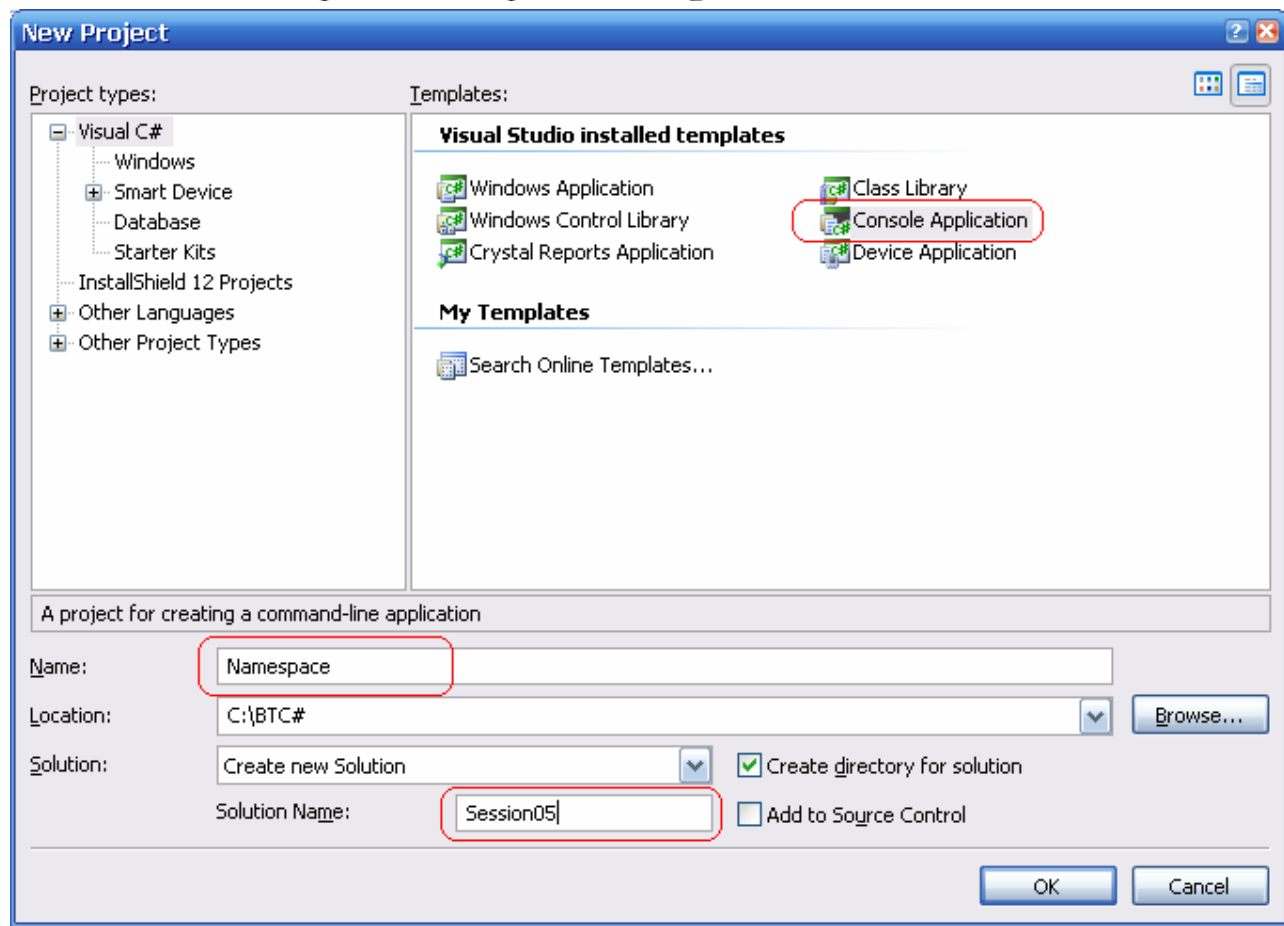 New Project
Project types:
Templates:
Visual C#
Windows
Smart Device
Database
Starter Kits
InstallShield 12 Projects
Other Languages
Other Project Types
Visual Studio installed templates
Windows Application
Class Library
Windows Control Library
Console Application
Crystal Reports Application
Device Application
My Templates
Search Online Templates...
A project for creating a command-line application
Name:
Namespace
Location:
C:\BTC#
Browse...
Solution:
Create new Solution
Create directory for solution
Solution Name:
Session05
Add to Source Control
OK
Cancel